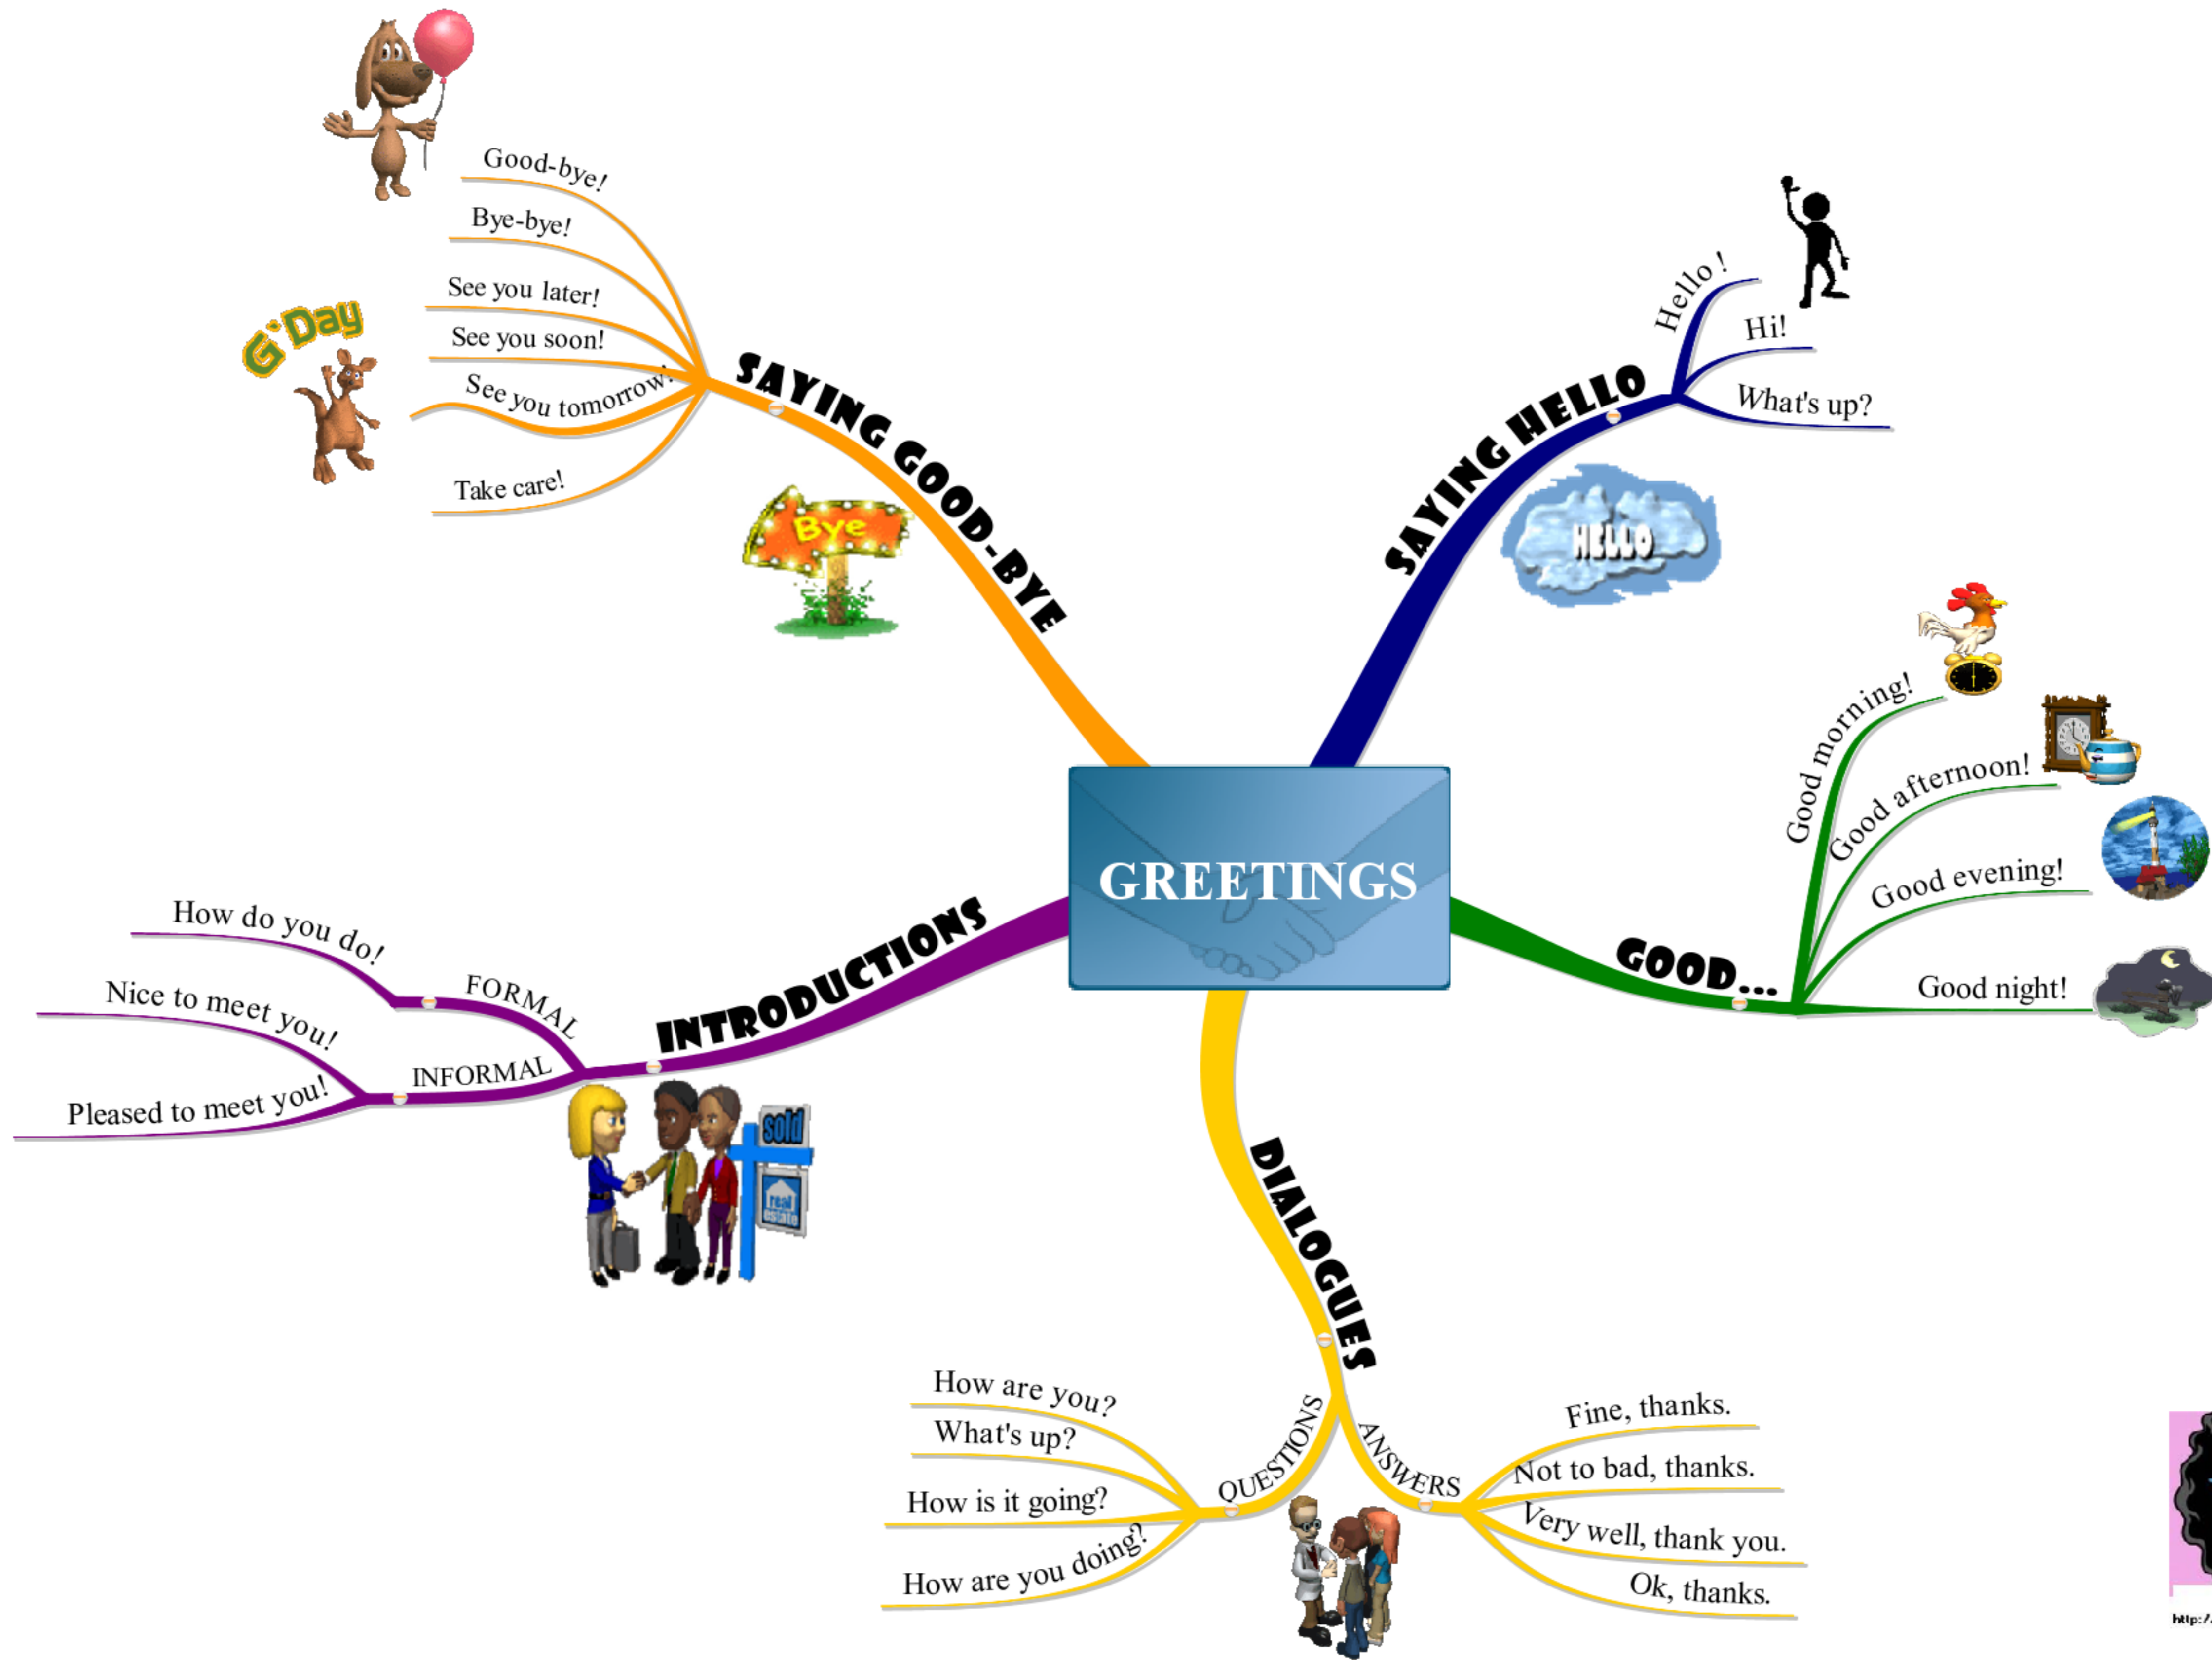 GREETINGS
SAYING HELLO
Hello !
Hi!
What's up?
HELLO
GOOD...
Good morning!
Good afternoon!
Good evening!
Good night!
DIALOGUES
QUESTIONS
How are you?
What's up?
How is it going?
How are you doing?
ANSWERS
Fine, thanks.
Not to bad, thanks.
Very well, thank you.
Ok, thanks.
INTRODUCTIONS
FORMAL
How do you do!
INFORMAL
Nice to meet you!
Pleased to meet you!
sold
real
estate
SAYING GOOD-BYE
Good-bye!
Bye-bye!
See you later!
See you soon!
See you tomorrow!
Take care!
G'Day
Bye
http:/